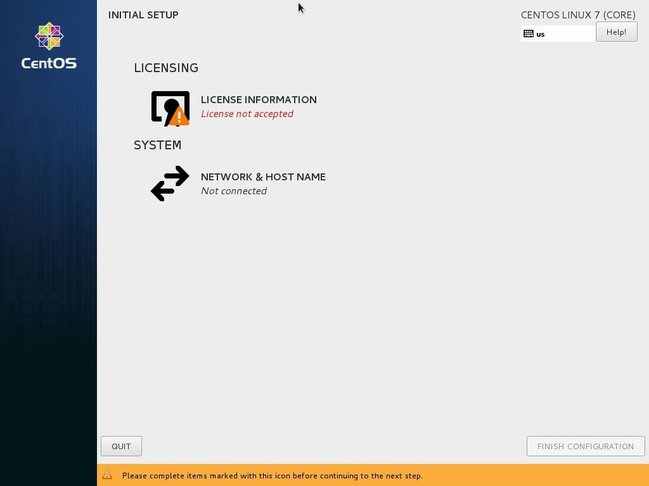 CentOS
INITIAL SETUP
CENTOS LINUX 7 (CORE)
us
Help!
LICENSING
LICENSE INFORMATION
License not accepted
SYSTEM
NETWORK & HOST NAME
Not connected
QUIT
FINISH CONFIGURATION
Please complete items marked with this icon before continuing to the next step.